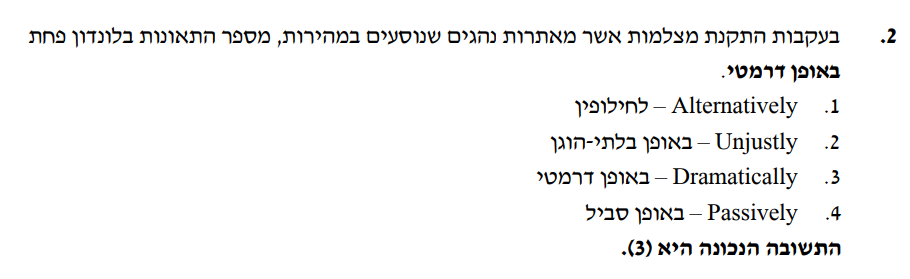 2. בעקבות התקנת מצלמות אשר מאתרות נהגים שנוסעים במהירות, מספר התאונות בלונדון פחת
באופן דרמטי.
1. Alternatively – לחילופין
2. Unjustly – באופן בלתי-הוגן
3. Dramatically – באופן דרמטי
4. Passively – באופן סביל
התשובה הנכונה היא (3).